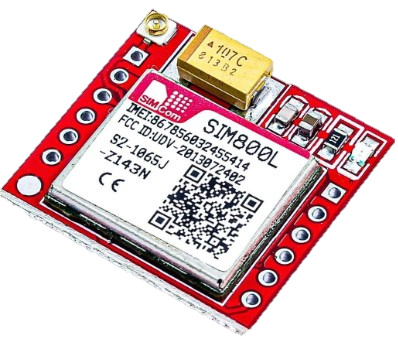 107C
813B2
SIMCom
SIM800L
IMEI:867856032455414
FCC ID:UDV-2013072402
S2-1065J
-Z143N
CE